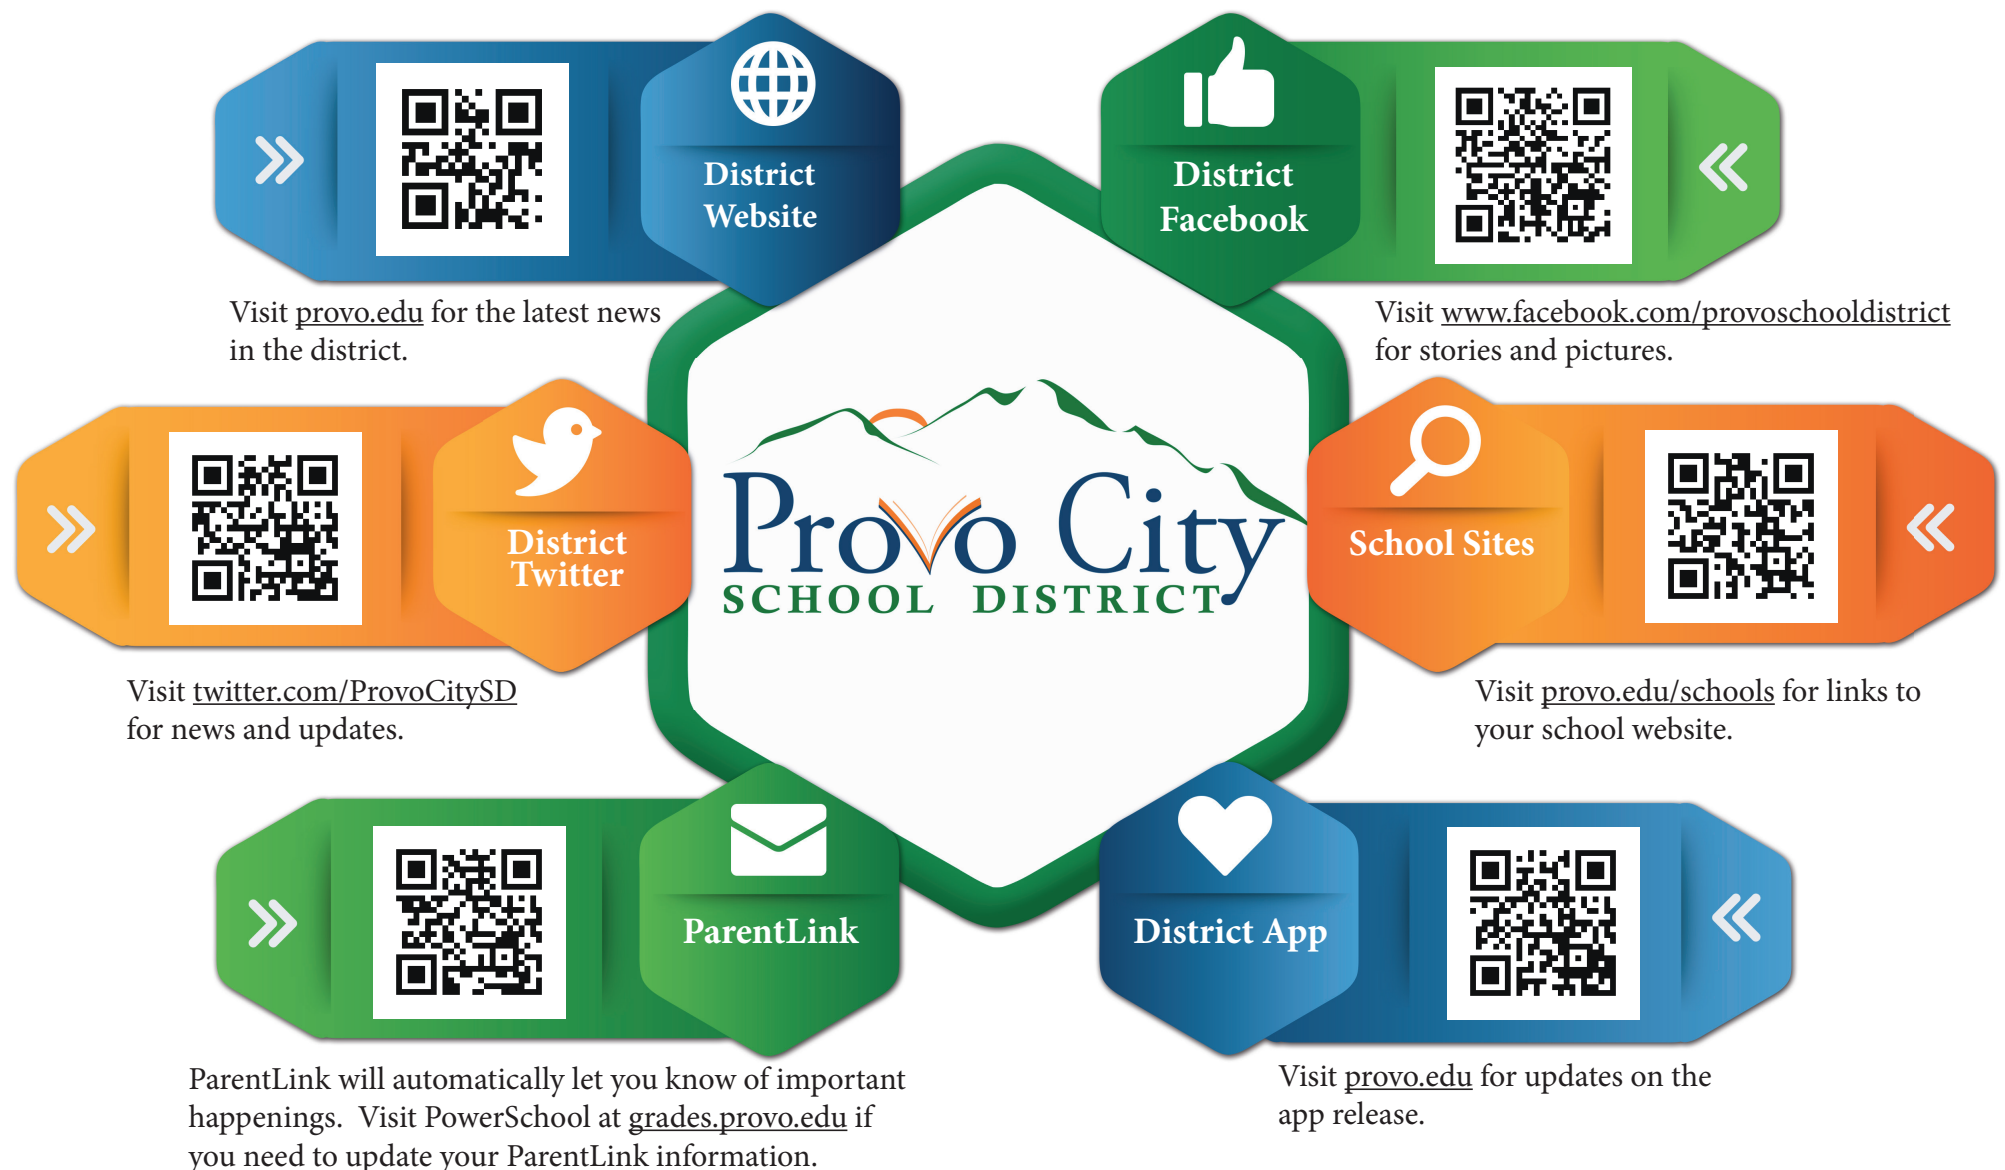 District
Website
Visit provo.edu for the latest news
in the district.
District
Facebook
Visit www.facebook.com/provoschooldistrict
for stories and pictures.
District
Twitter
Visit twitter.com/ProvoCitySD
for news and updates.
Provo City
SCHOOL DISTRICT
School Sites
Visit provo.edu/schools for links to
your school website.
ParentLink
ParentLink will automatically let you know of important
happenings.  Visit PowerSchool at grades.provo.edu if
you need to update your ParentLink information.
District App
Visit provo.edu for updates on the
app release.